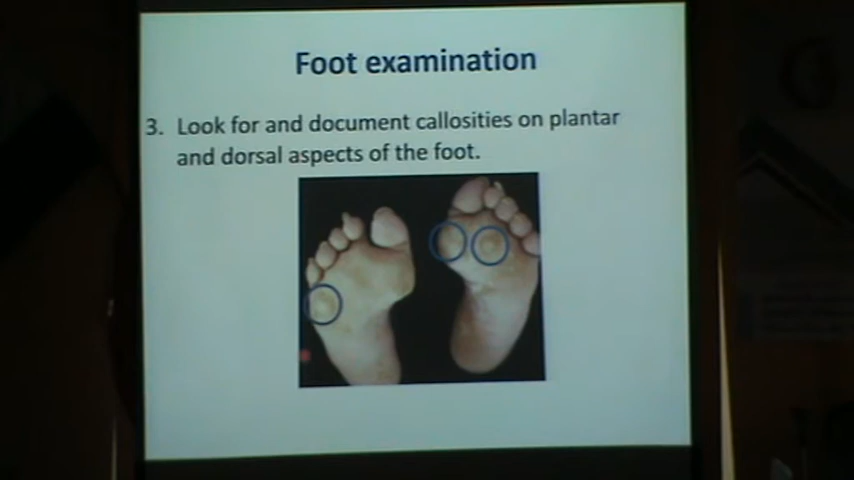 Foot examination
3. Look for and document callosities on plantar
and dorsal aspects of the foot.